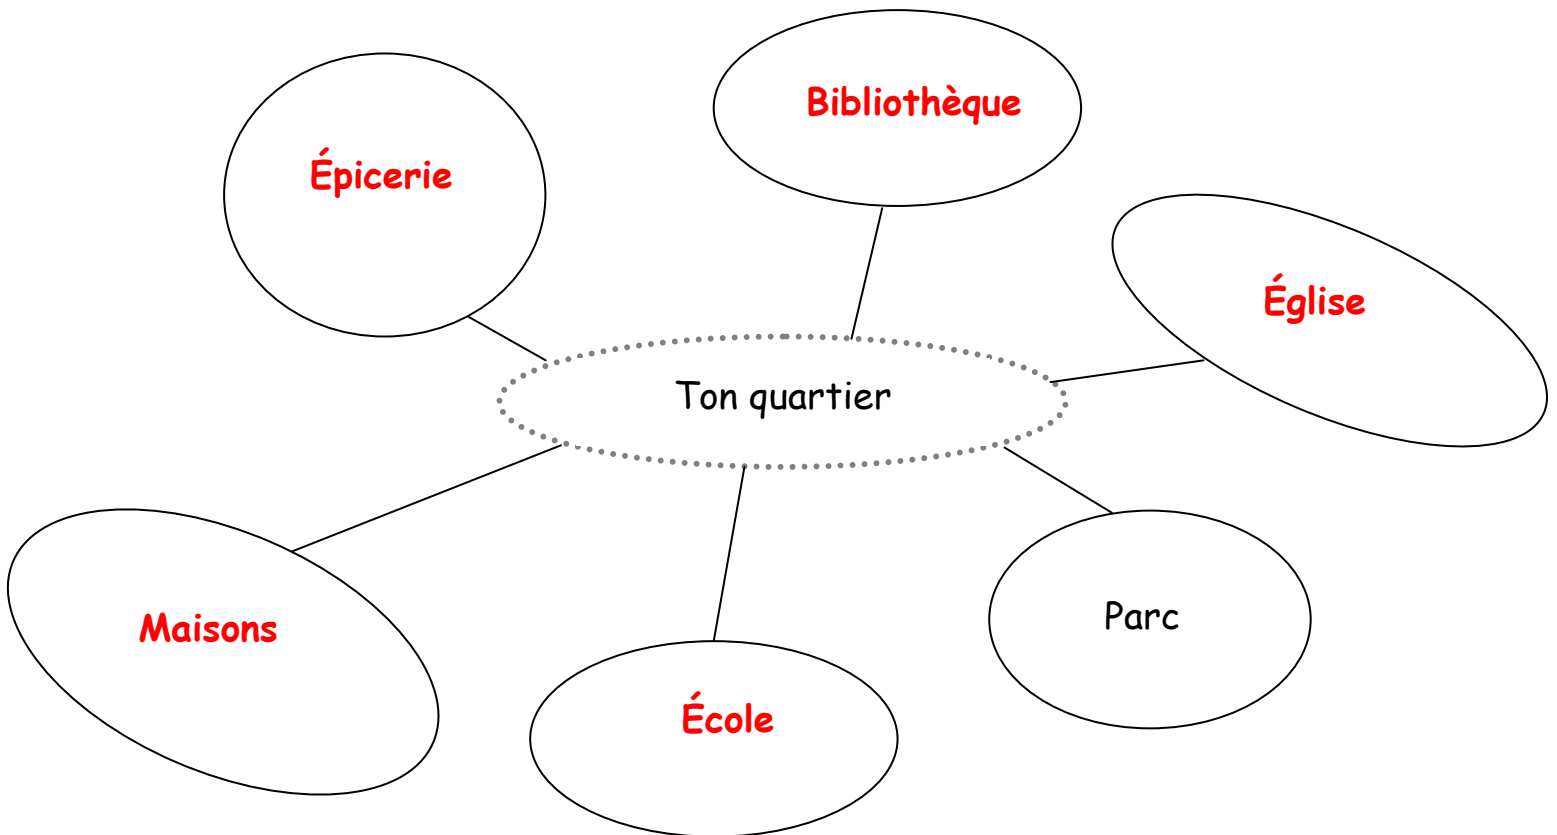 Bibliothèque
Épicerie
Église
Ton quartier
Parc
Maisons
École